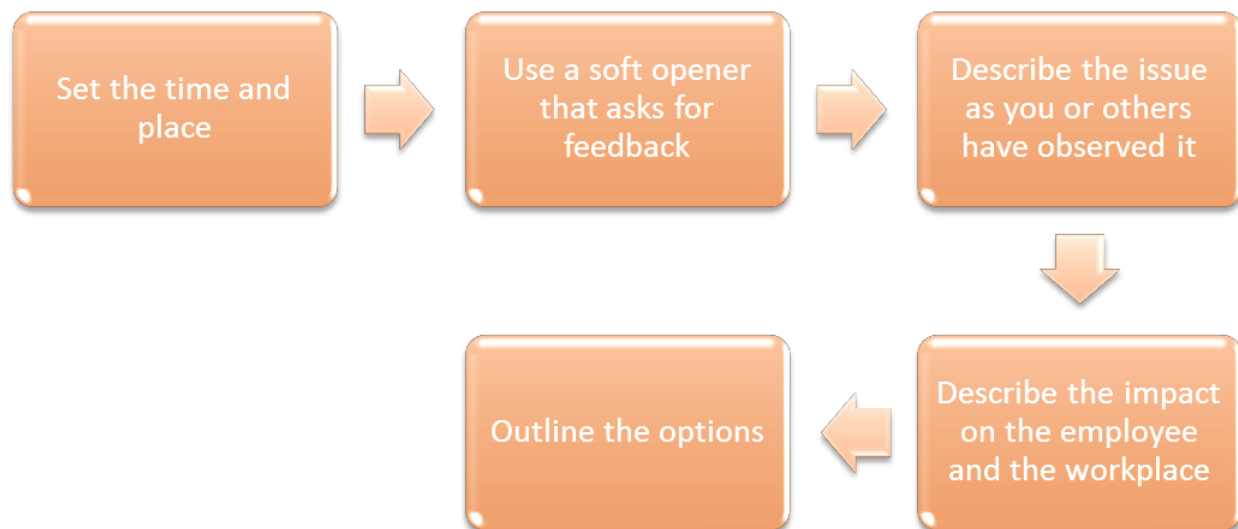 Set the time and
place
Use a soft opener
that asks for
feedback
Describe the issue
as you or others
have observed it
Describe the impact
on the employee
and the workplace
Outline the options